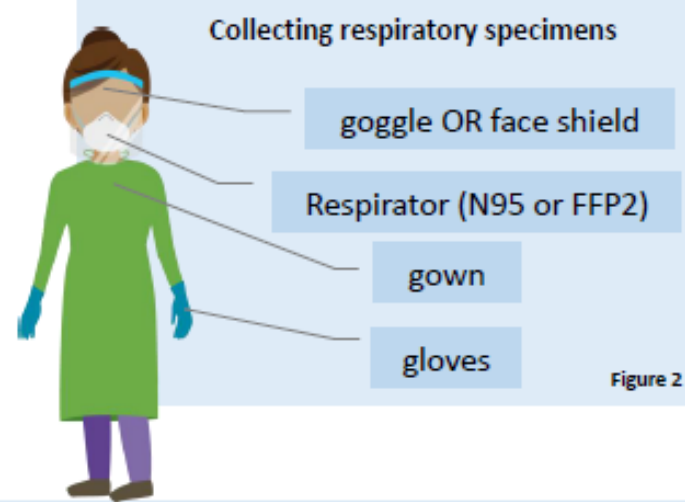 Collecting respiratory specimens
goggle OR face shield
Respirator (N95 or FFP2)
gown
gloves
Figure 2